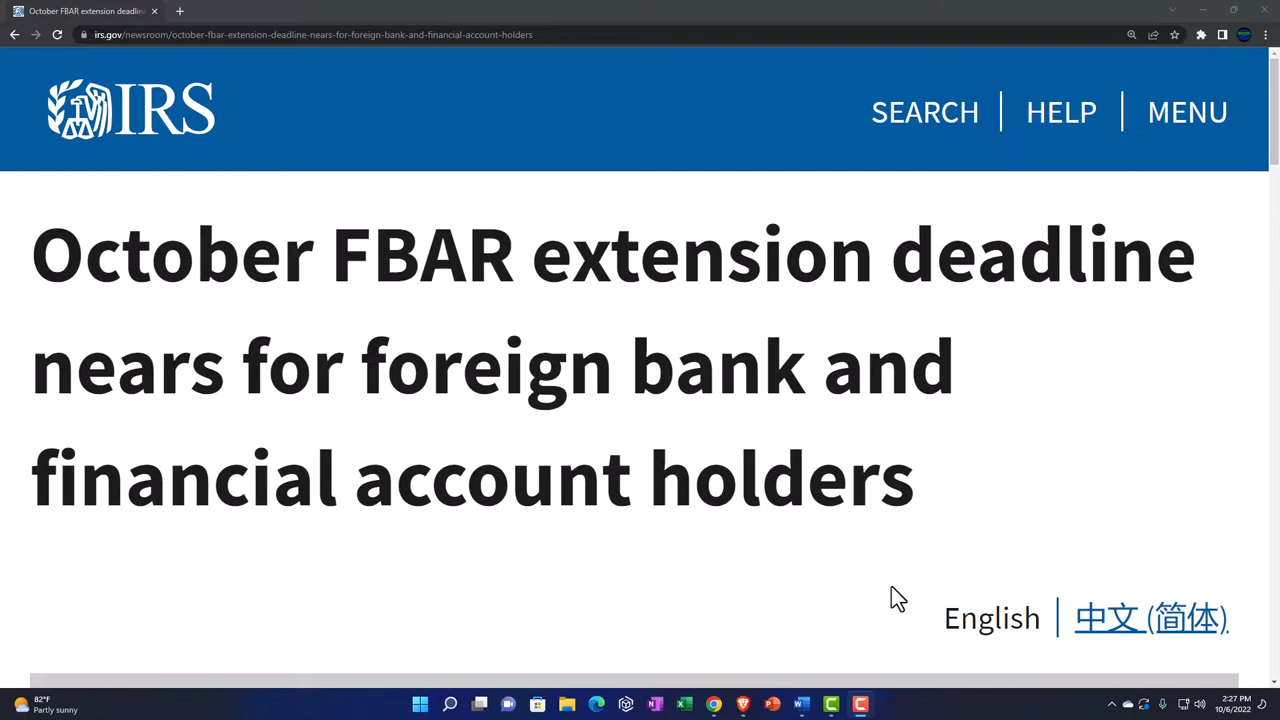 October FBAR extension deadlin
irs.gov/newsroom/october-fbar-extension-deadline-nears-for-foreign-bank-and-financial-account-holders
IRS
SEARCH
HELP
MENU
October FBAR extension deadline
nears for foreign bank and
financial account holders
English
中文 (简体)
82°F
Partly sunny
2:27 PM
10/6/2022